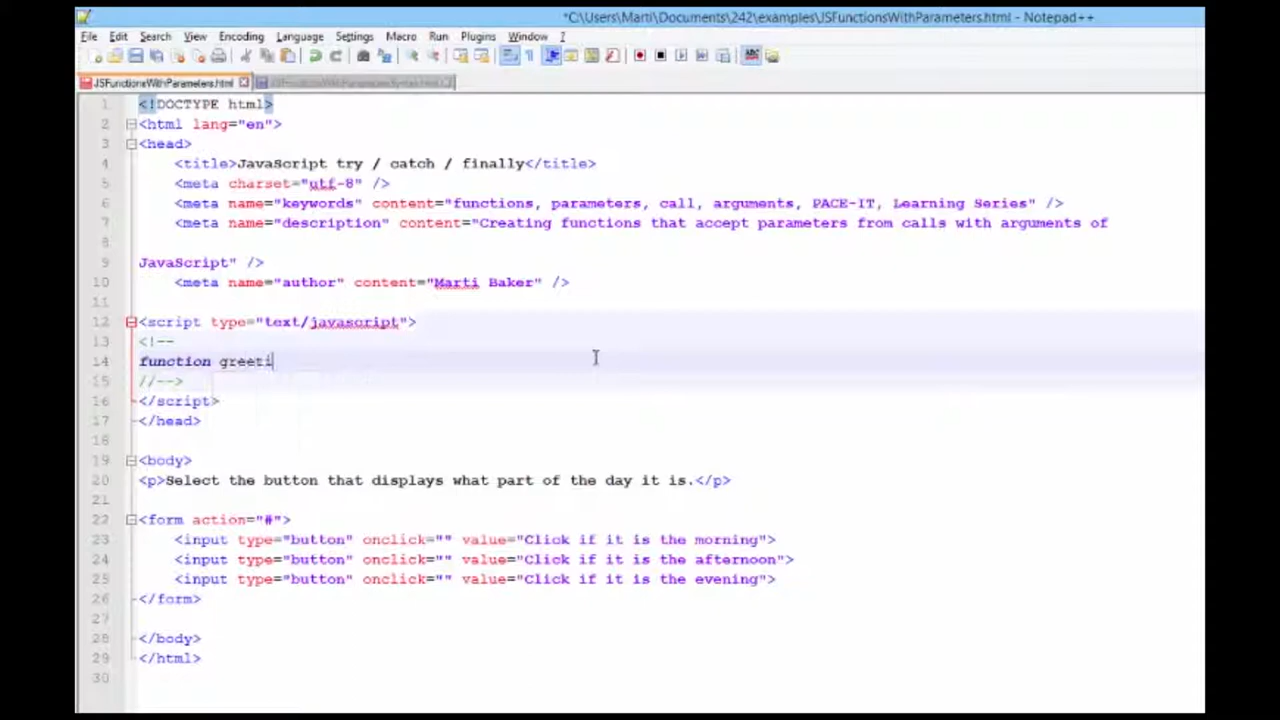 *C:\Users\Marti\Documents\242\examples\JSFunctionsWithParameters.html - Notepad++
File Edit Search View Encoding Language Settings Macro Run Plugins Window ?
JSFunctionsWithParameters.html
1 <!DOCTYPE html>
2 <html lang="en">
3 <head>
4 <title>JavaScript try / catch / finally</title>
5 <meta charset="utf-8" />
6 <meta name="keywords" content="functions, parameters, call, arguments, PACE-IT, Learning Series" />
7 <meta name="description" content="Creating functions that accept parameters from calls with arguments of
8
9 JavaScript" />
10 <meta name="author" content="Marti Baker" />
11
12 <script type="text/javascript">
13 <!--
14 function greeti
15 //-->
16 </script>
17 </head>
18
19 <body>
20 <p>Select the button that displays what part of the day it is.</p>
21
22 <form action="#">
23 <input type="button" onclick="" value="Click if it is the morning">
24 <input type="button" onclick="" value="Click if it is the afternoon">
25 <input type="button" onclick="" value="Click if it is the evening">
26 </form>
27
28 </body>
29 </html>
30